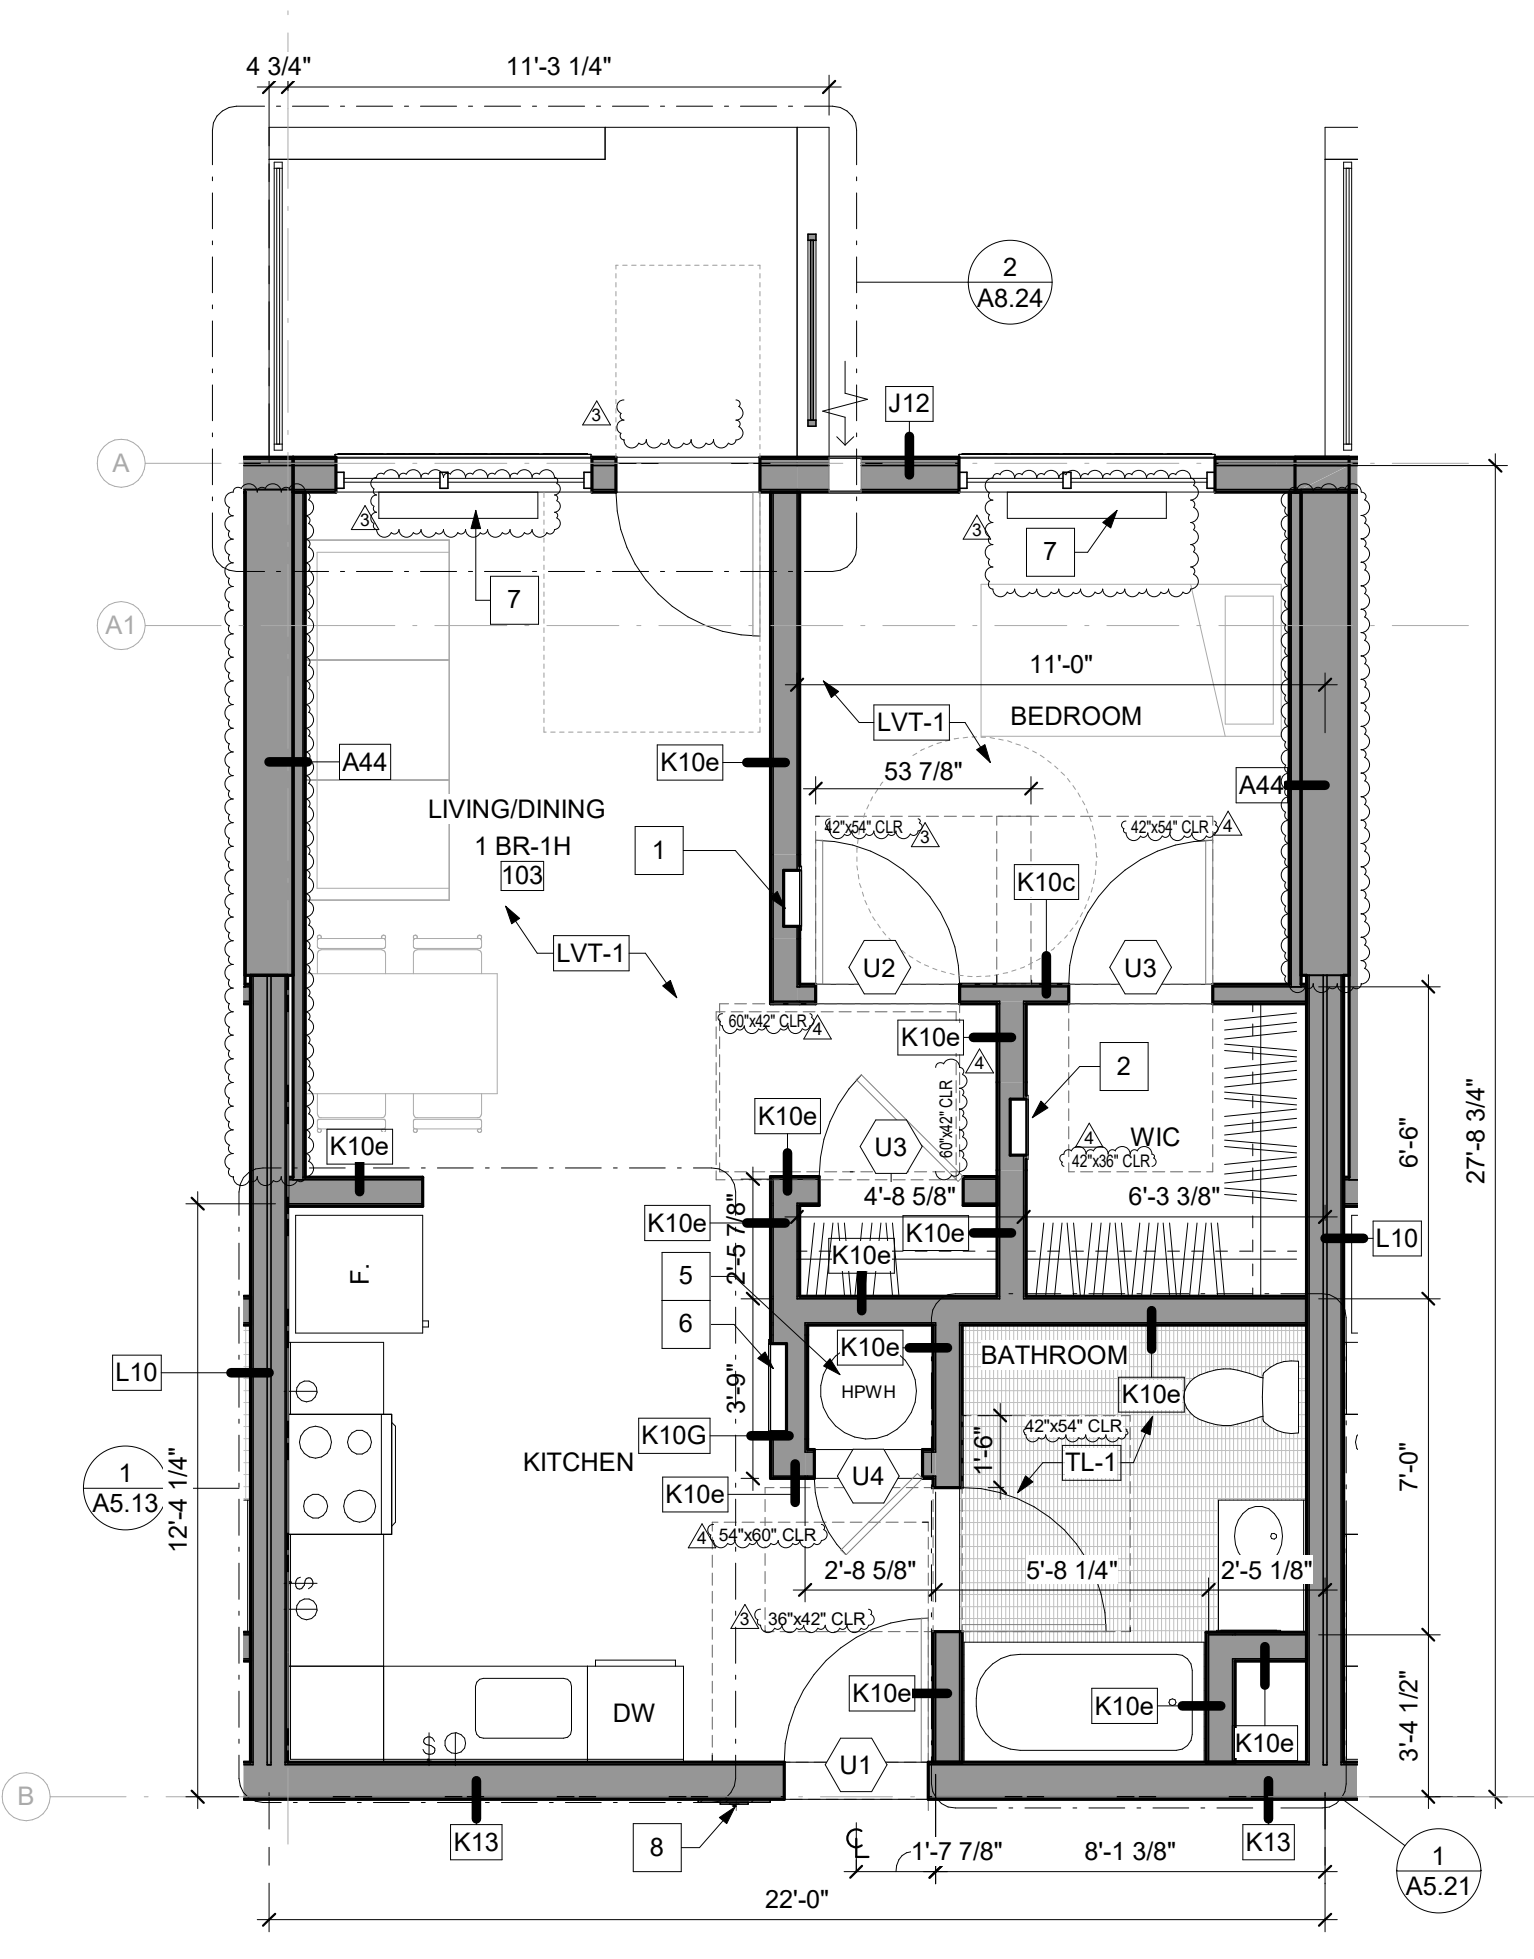 4 3/4"
11'-3 1/4"
2
A8.24
3
J12
A
3
3
7
7
A1
11'-0"
BEDROOM
LVT-1
K10e
A44
53 7/8"
A44
LIVING/DINING
1 BR-1H
103
42"x54" CLR
3
42"x54" CLR
4
1
K10c
LVT-1
U2
U3
60"x42" CLR
4
K10e
4
2
60"x42" CLR
K10e
K10e
U3
4
WIC
42"x36" CLR
6'-6"
27'-8 3/4"
4'-8 5/8"
6'-3 3/8"
K10e
2'-5 7/8"
K10e
L10
K10e
F.
5
6
K10e
BATHROOM
L10
HPWH
K10e
3'-9"
K10G
42"x54" CLR
1'-6"
TL-1
KITCHEN
U4
1
A5.13
12'-4 1/4"
K10e
7'-0"
4
54"x60" CLR
S
2'-8 5/8"
5'-8 1/4"
2'-5 1/8"
3
36"x42" CLR
K10e
K10e
DW
3'-4 1/2"
K10e
S
U1
B
K13
8
CL
1'-7 7/8"
8'-1 3/8"
K13
1
A5.21
22'-0"